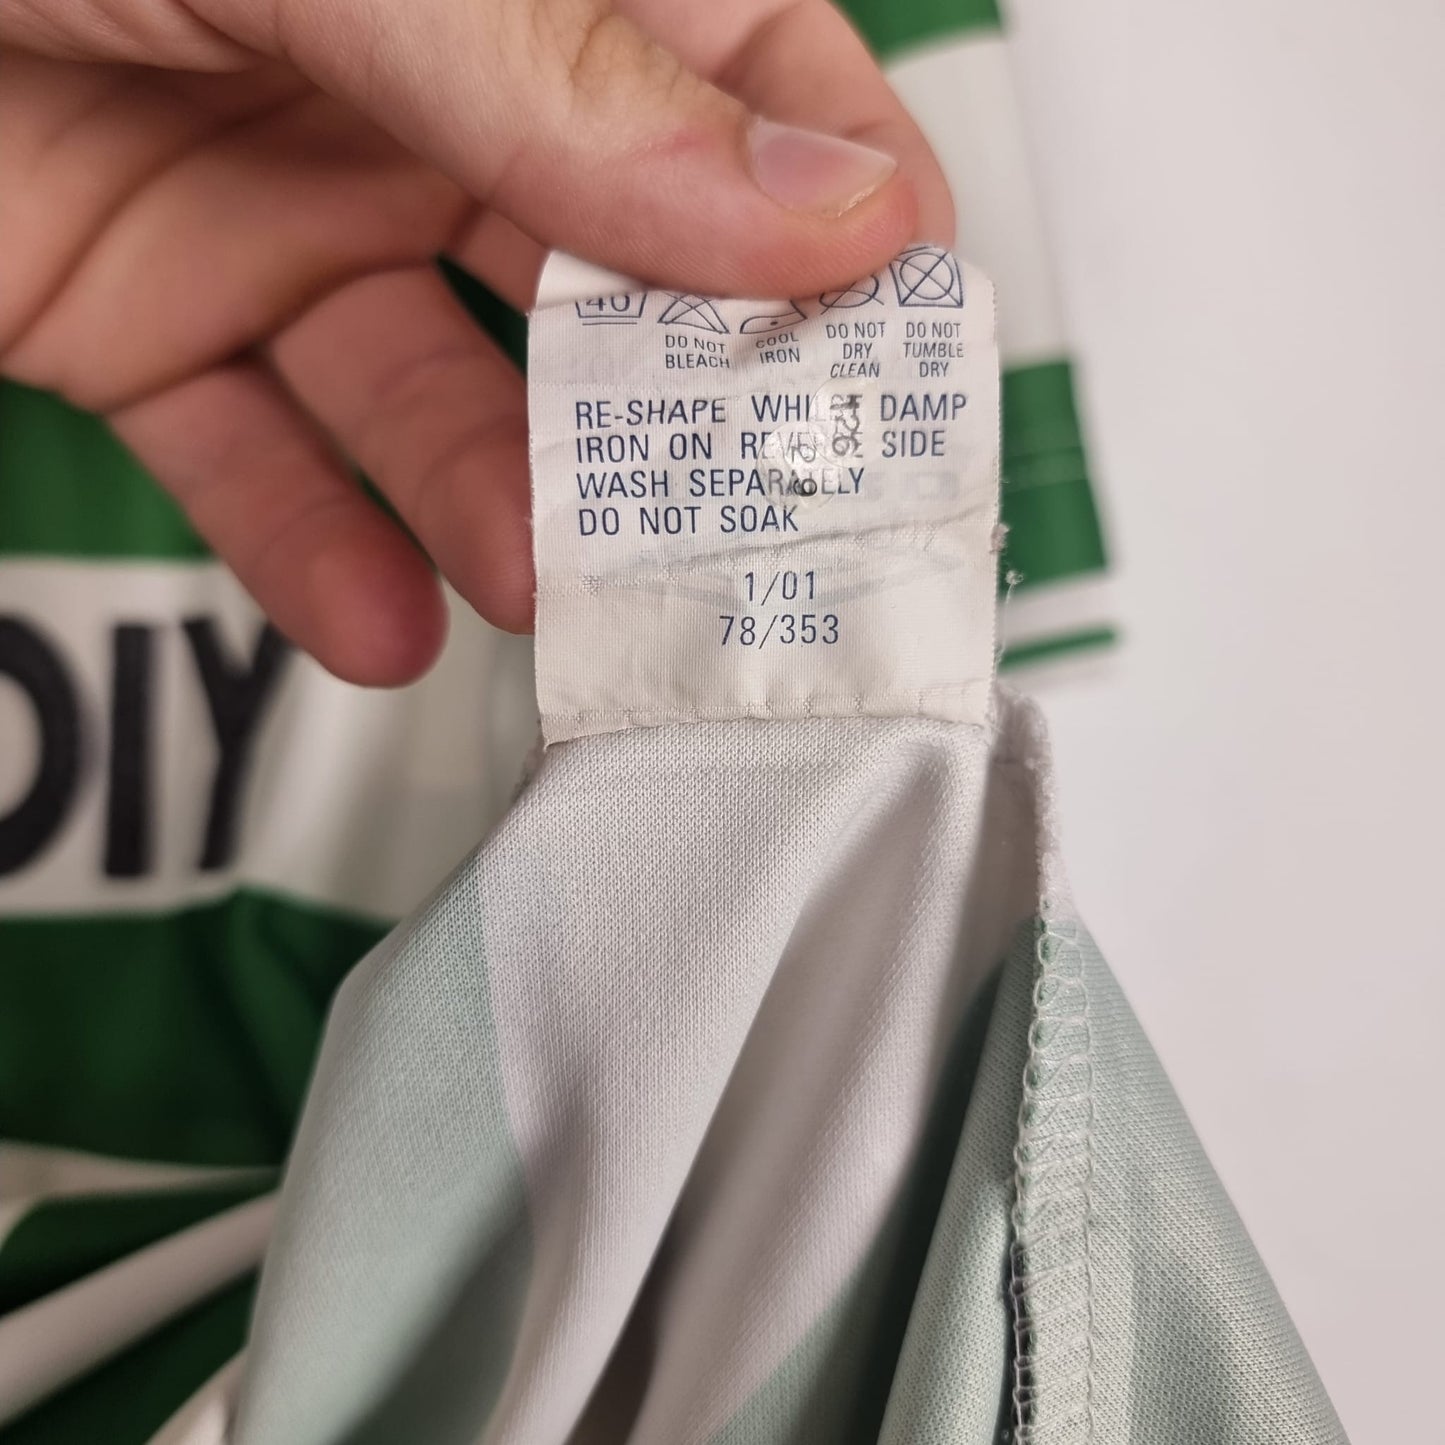 40
DO NOT BLEACH
COOL IRON
DO NOT DRY CLEAN
DO NOT TUMBLE DRY
RE-SHAPE WHILE DAMP
IRON ON REVERSE SIDE
WASH SEPARATELY
DO NOT SOAK
1/01
78/353
DIY